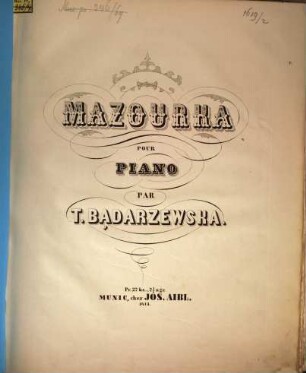 MAZOURKA
POUR
PIANO
PAR
T. BĄDARZEWSKA.
MUNIC, chez JOS. AIBL.